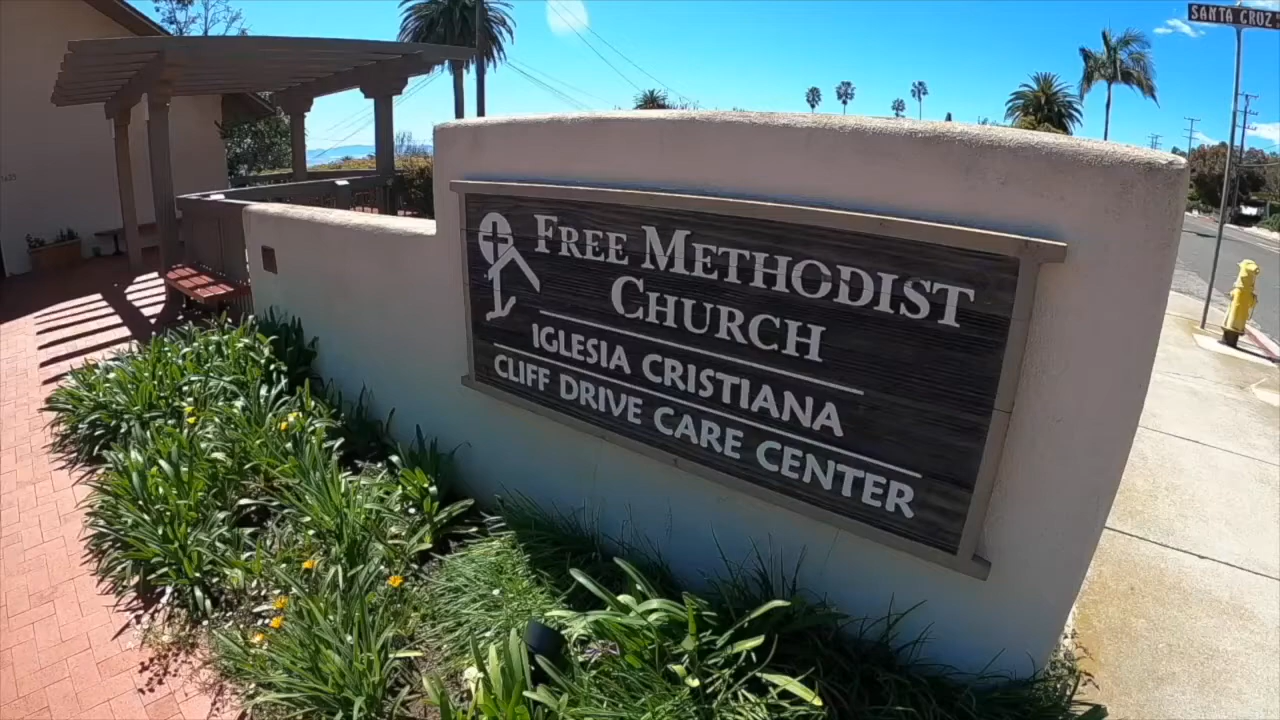 SANTA CRUZ
FREE METHODIST
CHURCH
IGLESIA CRISTIANA
CLIFF DRIVE CARE CENTER